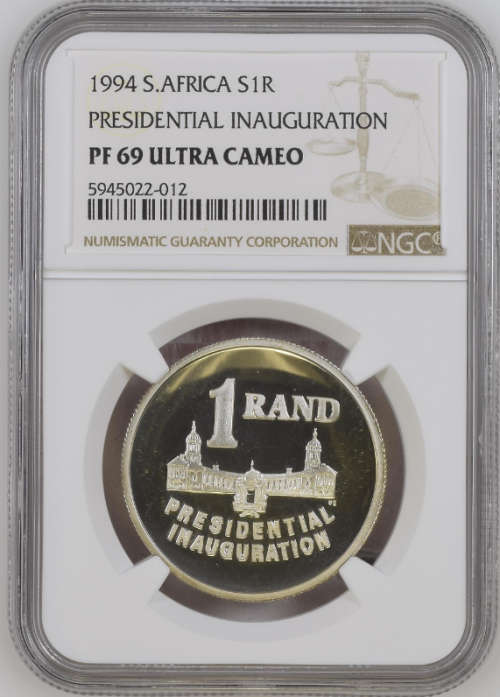 1994 S.AFRICA S1R
PRESIDENTIAL INAUGURATION
PF 69 ULTRA CAMEO
5945022-012
NUMISMATIC GUARANTY CORPORATION
NGC®
1 RAND
PRESIDENTIAL
INAUGURATION